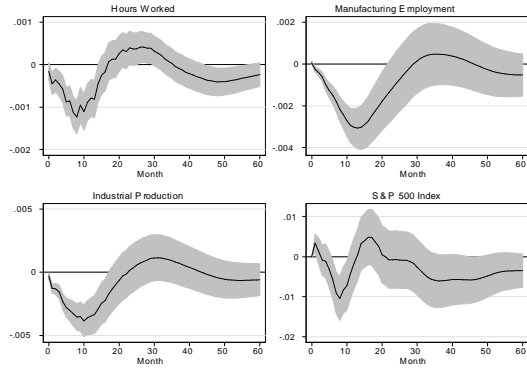 Hours Worked
.001
0
-.001
-.002
0 10 20 30 40 50 60
Month
Manufacturing Employment
.002
0
-.002
-.004
0 10 20 30 40 50 60
Month
Industrial Production
.005
0
-.005
0 10 20 30 40 50 60
Month
S&P 500 Index
.01
0
-.01
-.02
0 10 20 30 40 50 60
Month